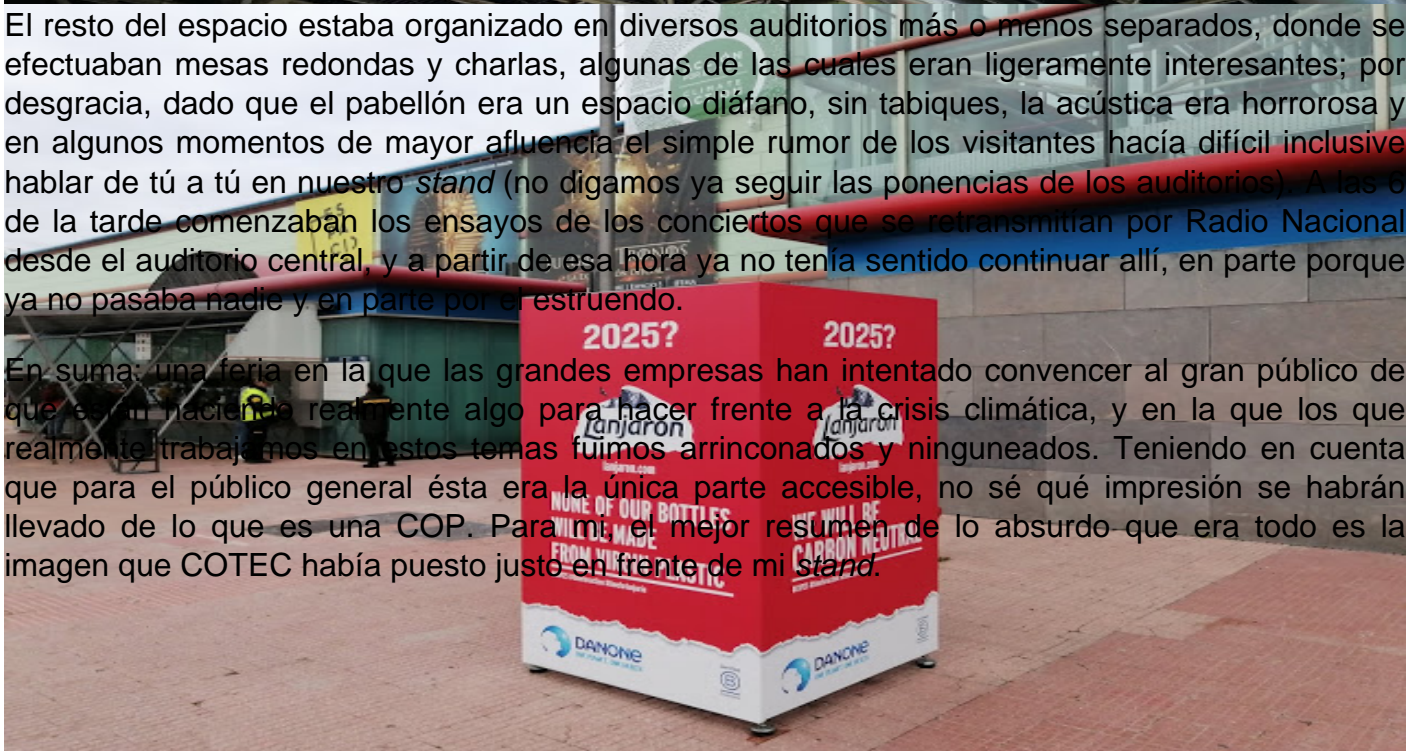 El resto del espacio estaba organizado en diversos auditorios más o menos separados, donde se
efectuaban mesas redondas y charlas, algunas de las cuales eran ligeramente interesantes; por
desgracia, dado que el pabellón era un espacio diáfano, sin tabiques, la acústica era horrorosa y
en algunos momentos de mayor afluencia el simple rumor de los visitantes hacía difícil inclusive
hablar de tú a tú en nuestro stand (no digamos ya seguir las ponencias de los auditorios). A las 6
de la tarde comenzaban los ensayos de los conciertos que se retransmitían por Radio Nacional
desde el auditorio central, y a partir de esa hora ya no tenía sentido continuar allí, en parte porque
ya no pasaba nadie y en parte por el estruendo.
En suma: una feria en la que las grandes empresas han intentado convencer al gran público de
que están haciendo realmente algo para hacer frente a la crisis climática, y en la que los que
realmente trabajamos en estos temas fuimos arrinconados y ninguneados. Teniendo en cuenta
que para el público general ésta era la única parte accesible, no sé qué impresión se habrán
llevado de lo que es una COP. Para mi, el mejor resumen de lo absurdo que era todo es la
imagen que COTEC había puesto justo en frente de mi stand.
2025?
Lanjarón
lanjaron.com
NONE OF OUR BOTTLES
WILL BE MADE
FROM VIRGIN PLASTIC
DANONE
2025?
Lanjarón
lanjaron.com
WE WILL BE
CARBON NEUTRAL
DANONE